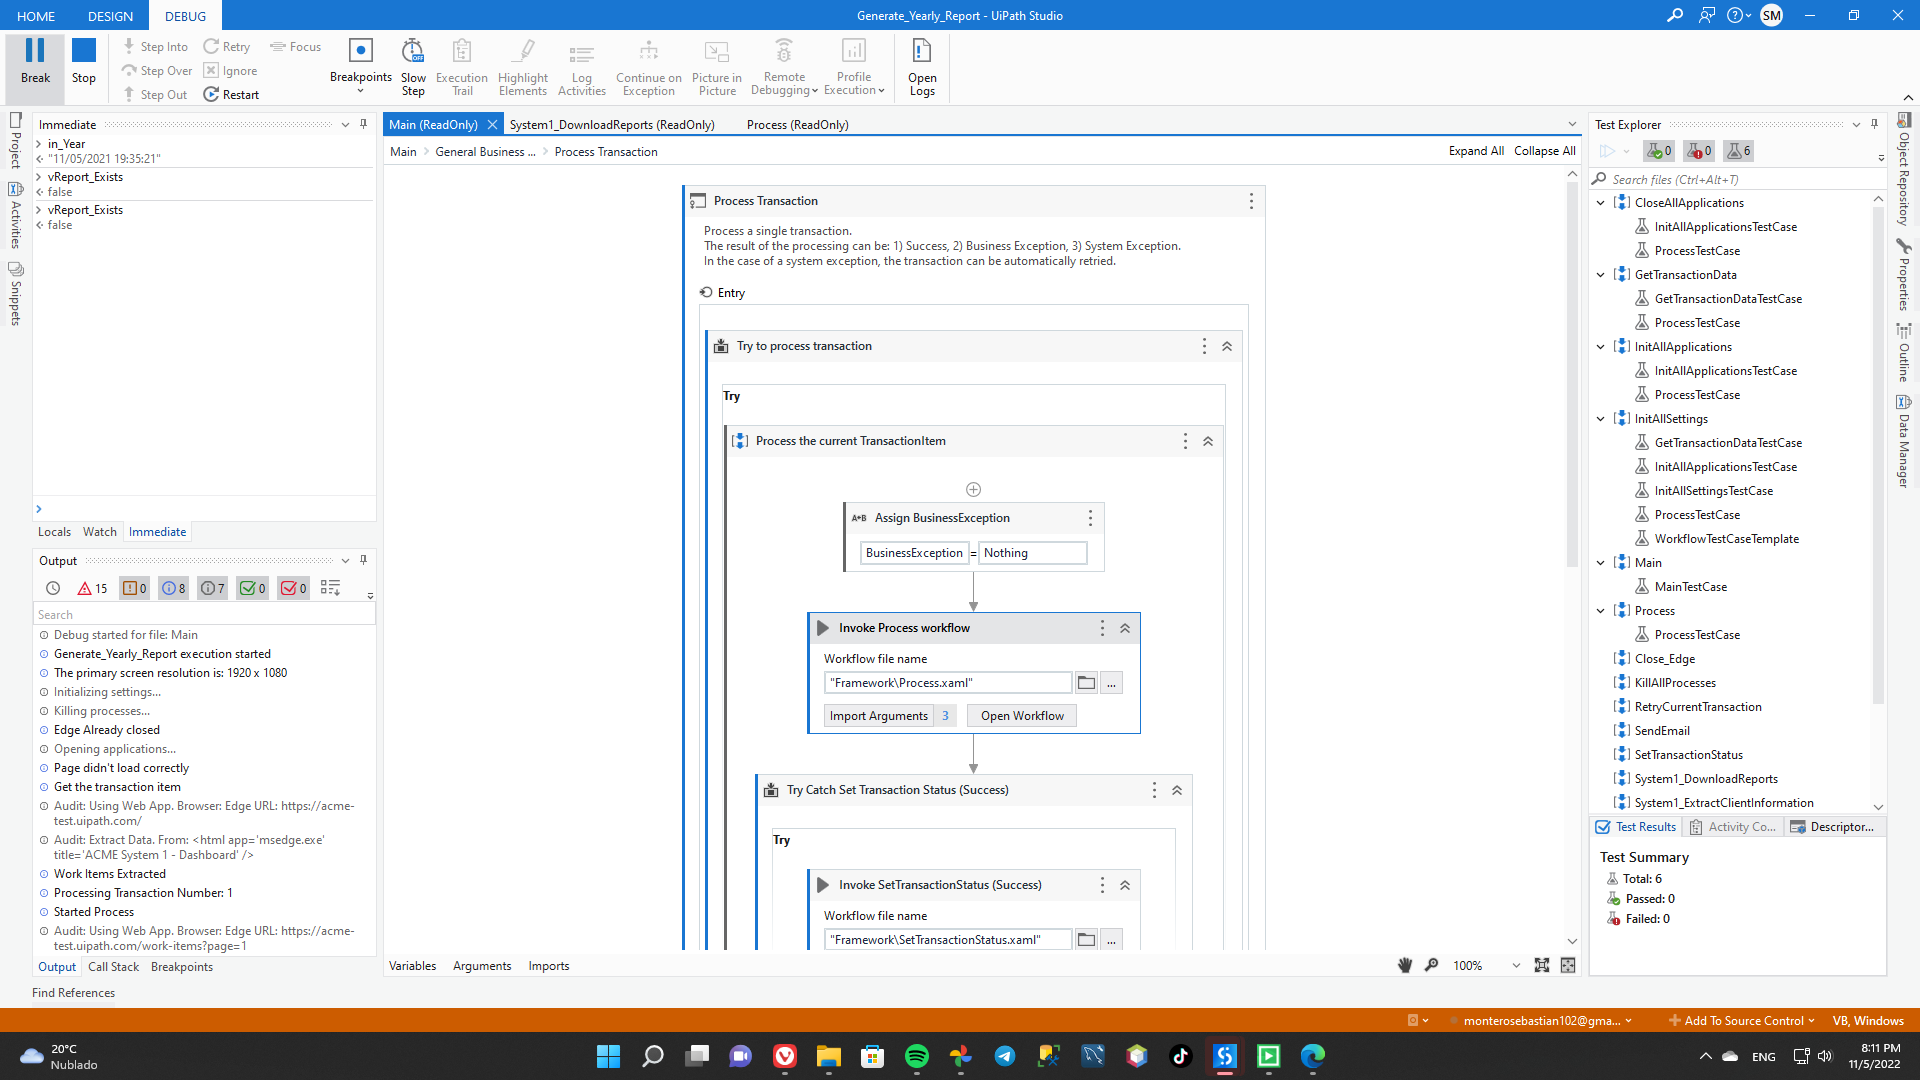 HOME DESIGN DEBUG
Generate_Yearly_Report - UiPath Studio
SM
Break
Stop
Step Into
Step Over
Step Out
Retry
Ignore
Restart
Focus
Breakpoints
Slow Step
Execution Trail
Highlight Elements
Log Activities
Continue on Exception
Picture in Picture
Remote Debugging
Profile Execution
Open Logs
Project
Activities
Snippets
Immediate
in_Year
"11/05/2021 19:35:21"
vReport_Exists
false
vReport_Exists
false
Locals Watch Immediate
Output
15 0 8 7 0 0
Search
Debug started for file: Main
Generate_Yearly_Report execution started
The primary screen resolution is: 1920 x 1080
Initializing settings...
Killing processes...
Edge Already closed
Opening applications...
Page didn't load correctly
Get the transaction item
Audit: Using Web App. Browser: Edge URL: https://acme-
test.uipath.com/
Audit: Extract Data. From: <html app='msedge.exe'
title='ACME System 1 - Dashboard' />
Work Items Extracted
Processing Transaction Number: 1
Started Process
Audit: Using Web App. Browser: Edge URL: https://acme-
test.uipath.com/work-items?page=1
Output Call Stack Breakpoints
Find References
Main (ReadOnly) System1_DownloadReports (ReadOnly) Process (ReadOnly)
Main General Business ... Process Transaction
Expand All Collapse All
Process Transaction
Process a single transaction.
The result of the processing can be: 1) Success, 2) Business Exception, 3) System Exception.
In the case of a system exception, the transaction can be automatically retried.
Entry
Try to process transaction
Try
Process the current TransactionItem
A+B Assign BusinessException
BusinessException = Nothing
Invoke Process workflow
Workflow file name
"Framework\Process.xaml" ...
Import Arguments 3 Open Workflow
Try Catch Set Transaction Status (Success)
Try
Invoke SetTransactionStatus (Success)
Workflow file name
"Framework\SetTransactionStatus.xaml" ...
Variables Arguments Imports
100%
Test Explorer
0 0 6
Search files (Ctrl+Alt+T)
CloseAllApplications
InitAllApplicationsTestCase
ProcessTestCase
GetTransactionData
GetTransactionDataTestCase
ProcessTestCase
InitAllApplications
InitAllApplicationsTestCase
ProcessTestCase
InitAllSettings
GetTransactionDataTestCase
InitAllApplicationsTestCase
InitAllSettingsTestCase
ProcessTestCase
WorkflowTestCaseTemplate
Main
MainTestCase
Process
ProcessTestCase
Close_Edge
KillAllProcesses
RetryCurrentTransaction
SendEmail
SetTransactionStatus
System1_DownloadReports
System1_ExtractClientInformation
Test Results Activity Co... Descriptor...
Test Summary
Total: 6
Passed: 0
Failed: 0
Object Repository
Properties
Outline
Data Manager
monterosebastian102@gma... Add To Source Control VB, Windows
20°C
Nublado
ENG
8:11 PM
11/5/2022